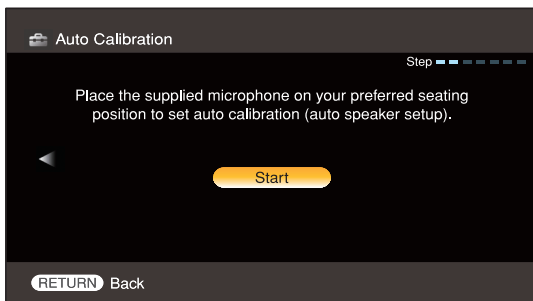 Auto Calibration
Step
Place the supplied microphone on your preferred seating
position to set auto calibration (auto speaker setup).
Start
RETURN Back